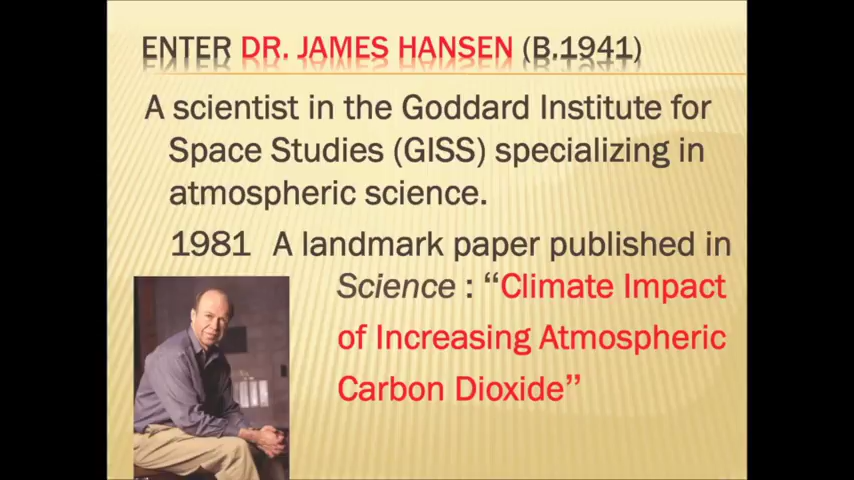 ENTER DR. JAMES HANSEN (B.1941)
A scientist in the Goddard Institute for
Space Studies (GISS) specializing in
atmospheric science.
1981 A landmark paper published in
Science : “Climate Impact
of Increasing Atmospheric
Carbon Dioxide”